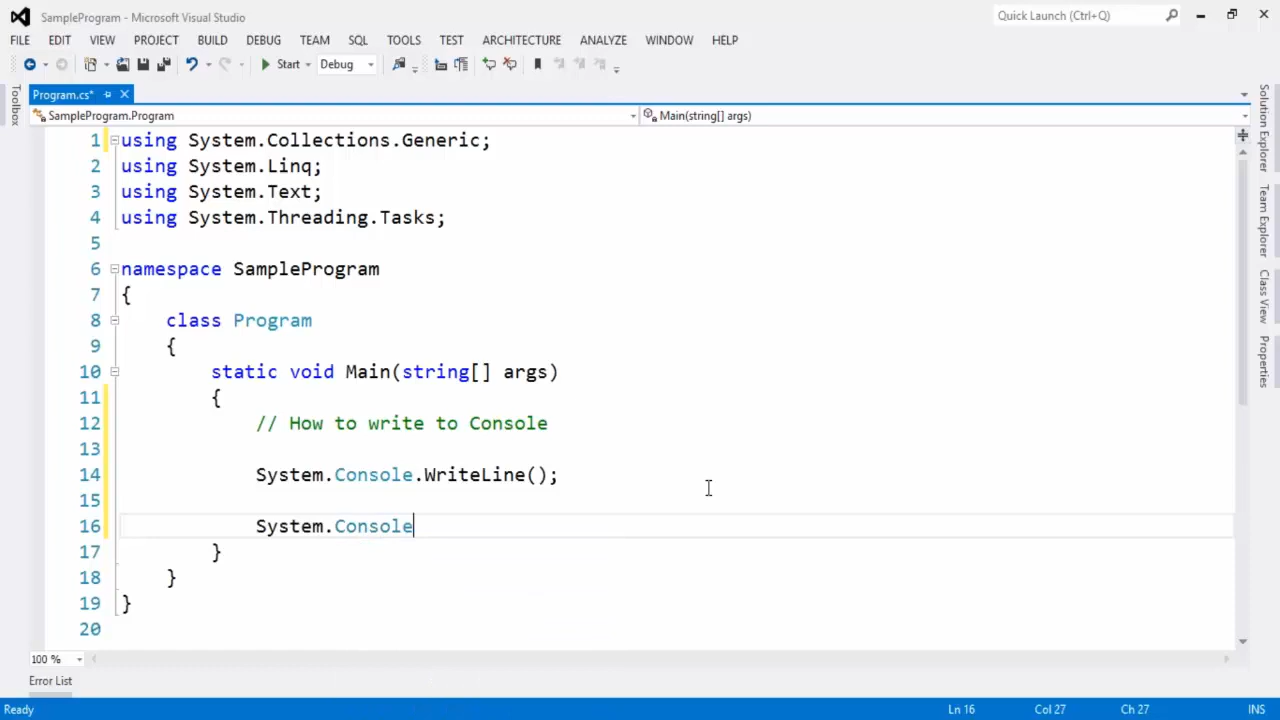 SampleProgram - Microsoft Visual Studio
Quick Launch (Ctrl+Q)
FILE EDIT VIEW PROJECT BUILD DEBUG TEAM SQL TOOLS TEST ARCHITECTURE ANALYZE WINDOW HELP
Start Debug
Program.cs*
SampleProgram.Program Main(string[] args)
1 using System.Collections.Generic;
2 using System.Linq;
3 using System.Text;
4 using System.Threading.Tasks;
5
6 namespace SampleProgram
7 {
8 class Program
9 {
10 static void Main(string[] args)
11 {
12 // How to write to Console
13
14 System.Console.WriteLine();
15
16 System.Console
17 }
18 }
19 }
20
100 %
Error List
Ready Ln 16 Col 27 Ch 27 INS
Toolbox
Solution Explorer
Team Explorer
Class View
Properties